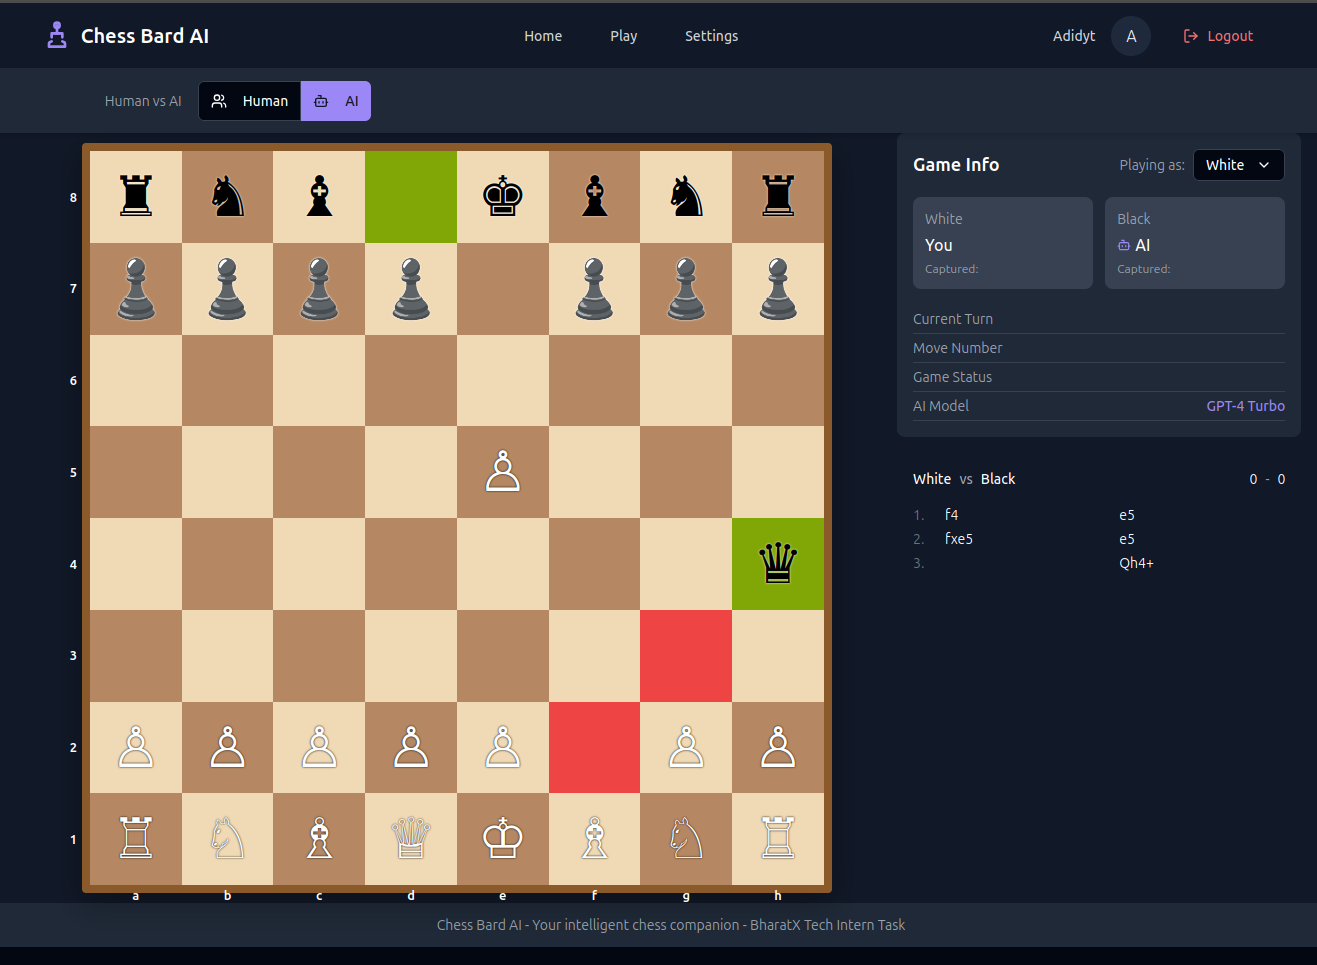 Chess Bard AI
Home Play Settings
Adidyt A Logout
Human vs AI Human AI
8
7
6
5
4
3
2
1
a b c d e f g h
Game Info
Playing as: White
White
You
Captured:
Black
AI
Captured:
Current Turn
Move Number
Game Status
AI Model GPT-4 Turbo
White vs Black 0 - 0
1. f4 e5
2. fxe5 e5
3. Qh4+
Chess Bard AI - Your intelligent chess companion - BharatX Tech Intern Task